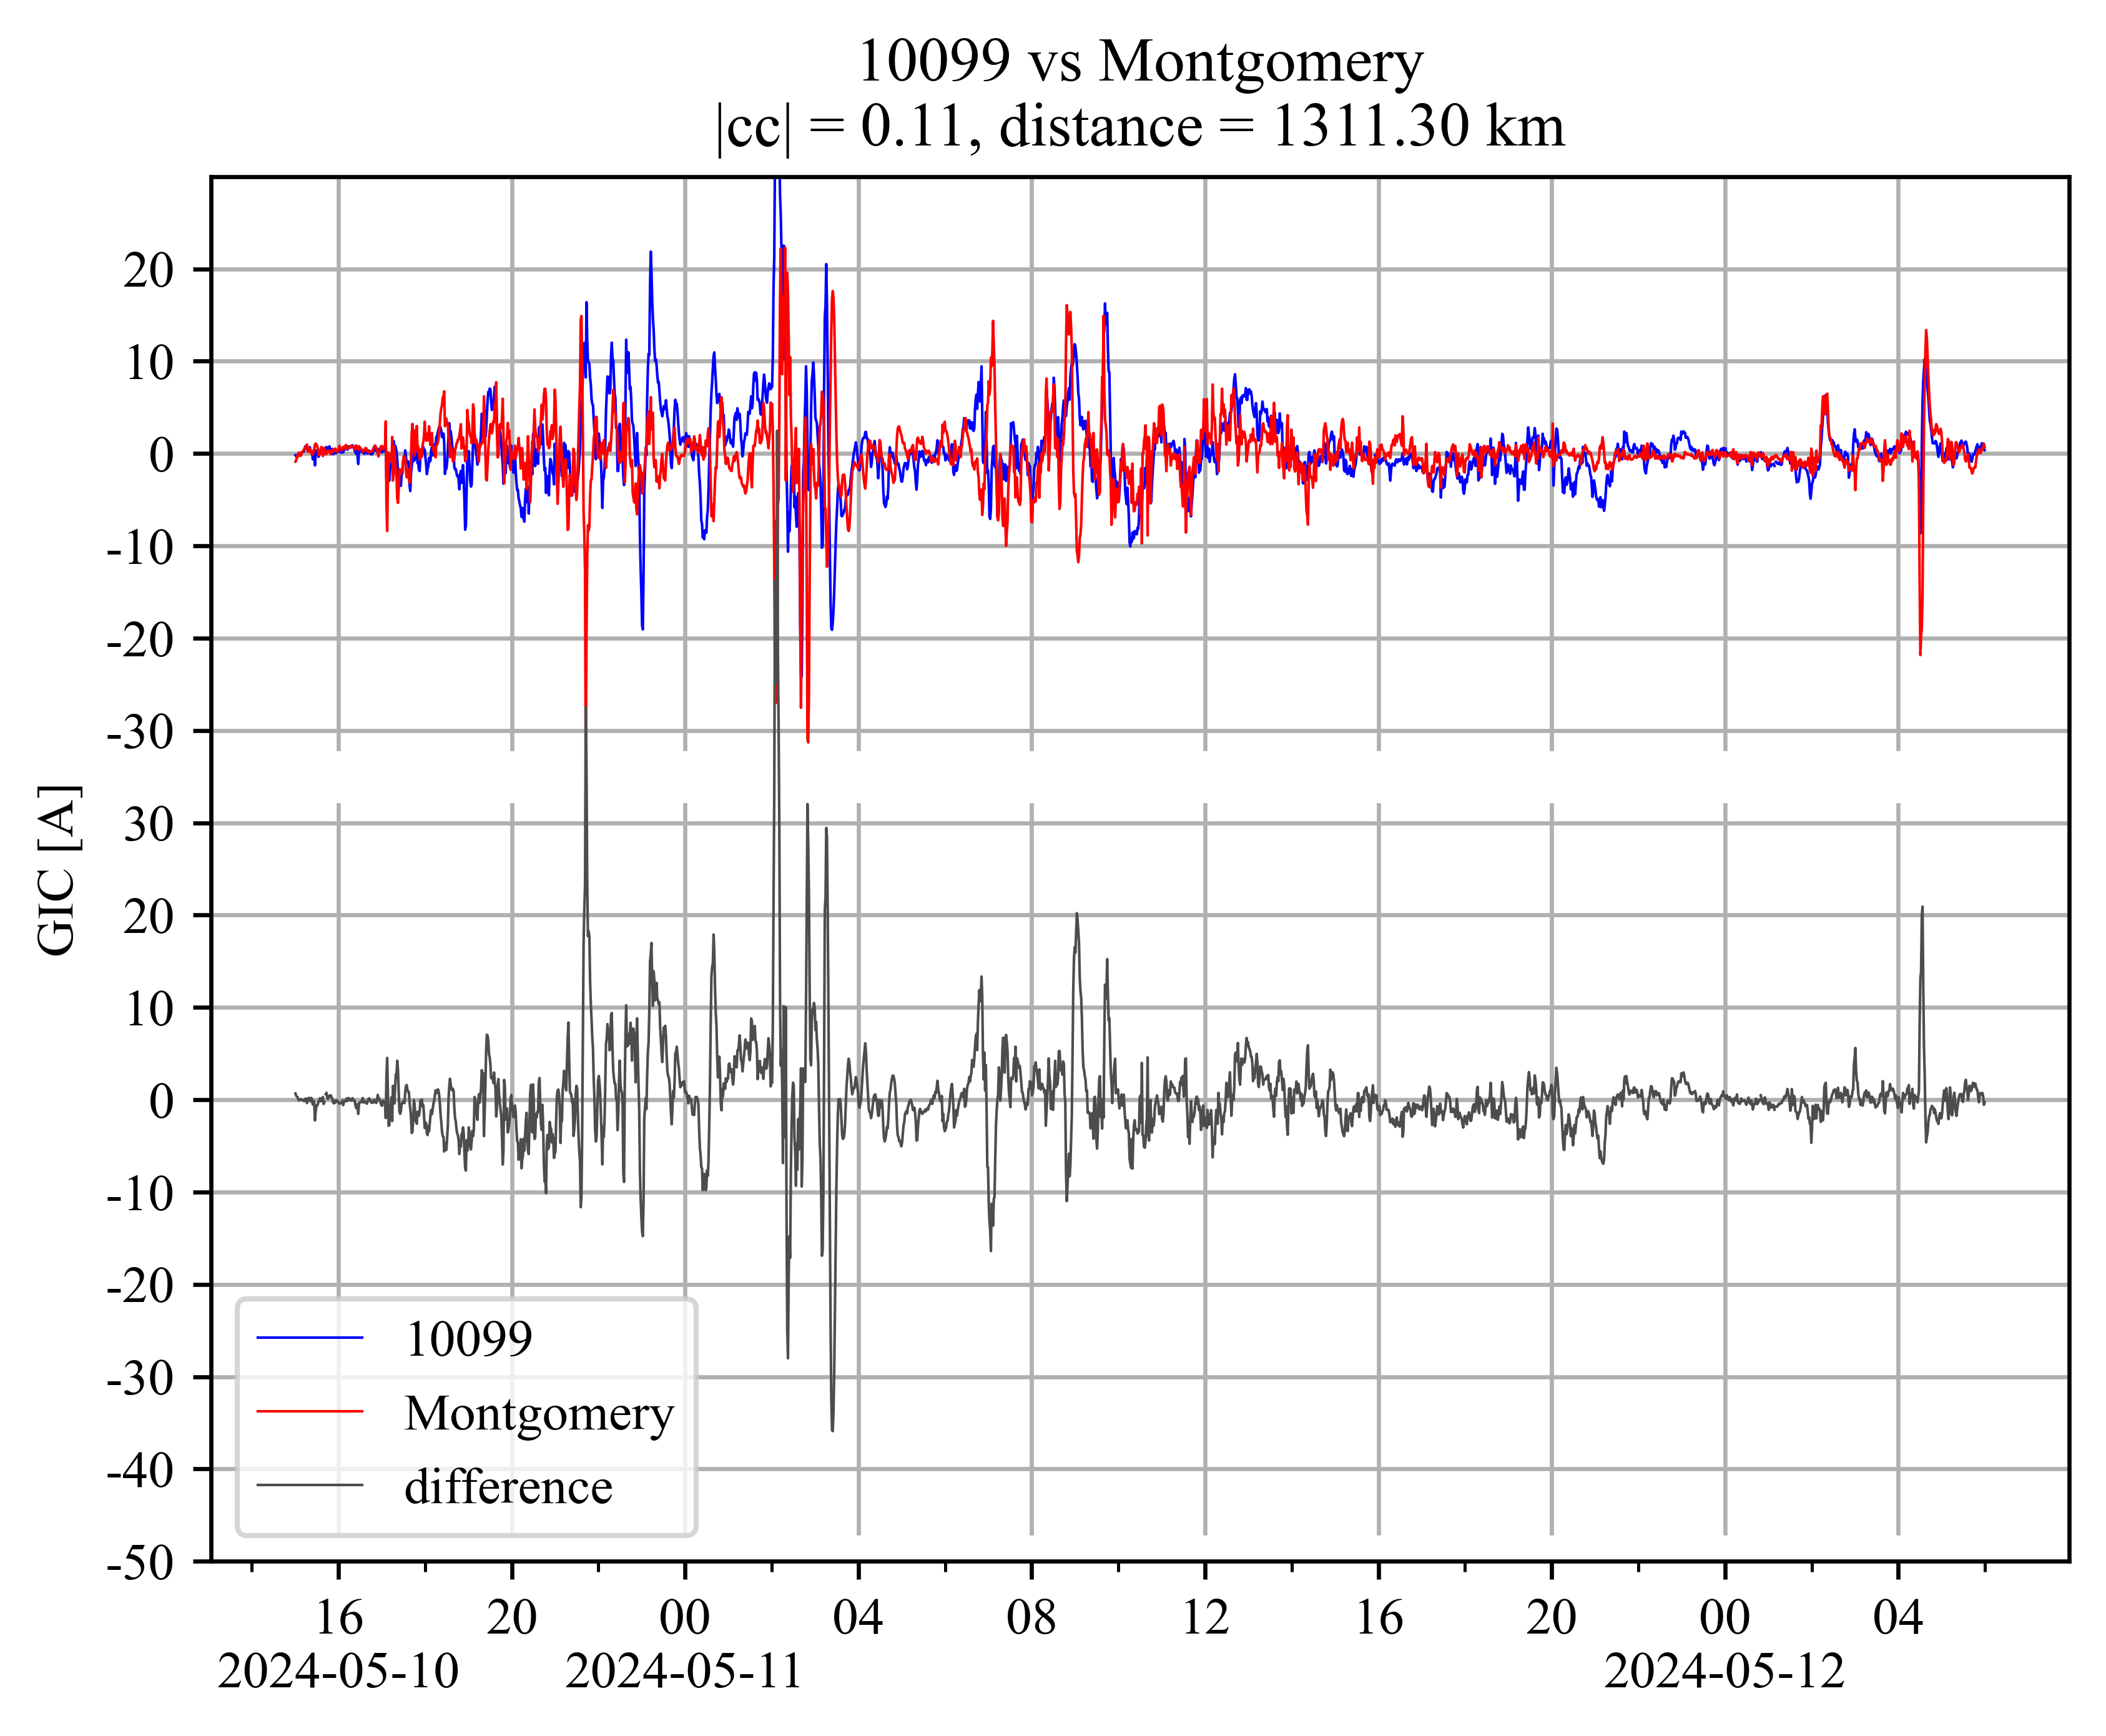 10099 vs Montgomery
|cc| = 0.11, distance = 1311.30 km
GIC [A]
20
10
0
-10
-20
-30
30
20
10
0
-10
-20
-30
-40
-50
10099
Montgomery
difference
16 20 00 04 08 12 16 20 00 04
2024-05-10 2024-05-11 2024-05-12